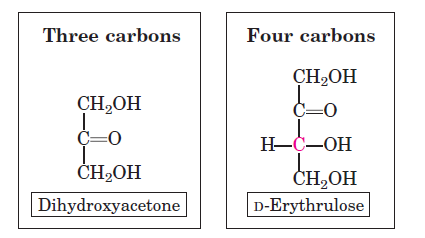 Three carbons
CH₂OH
C=O
CH₂OH
Dihydroxyacetone
Four carbons
CH₂OH
C=O
H—C—OH
CH₂OH
D-Erythrulose